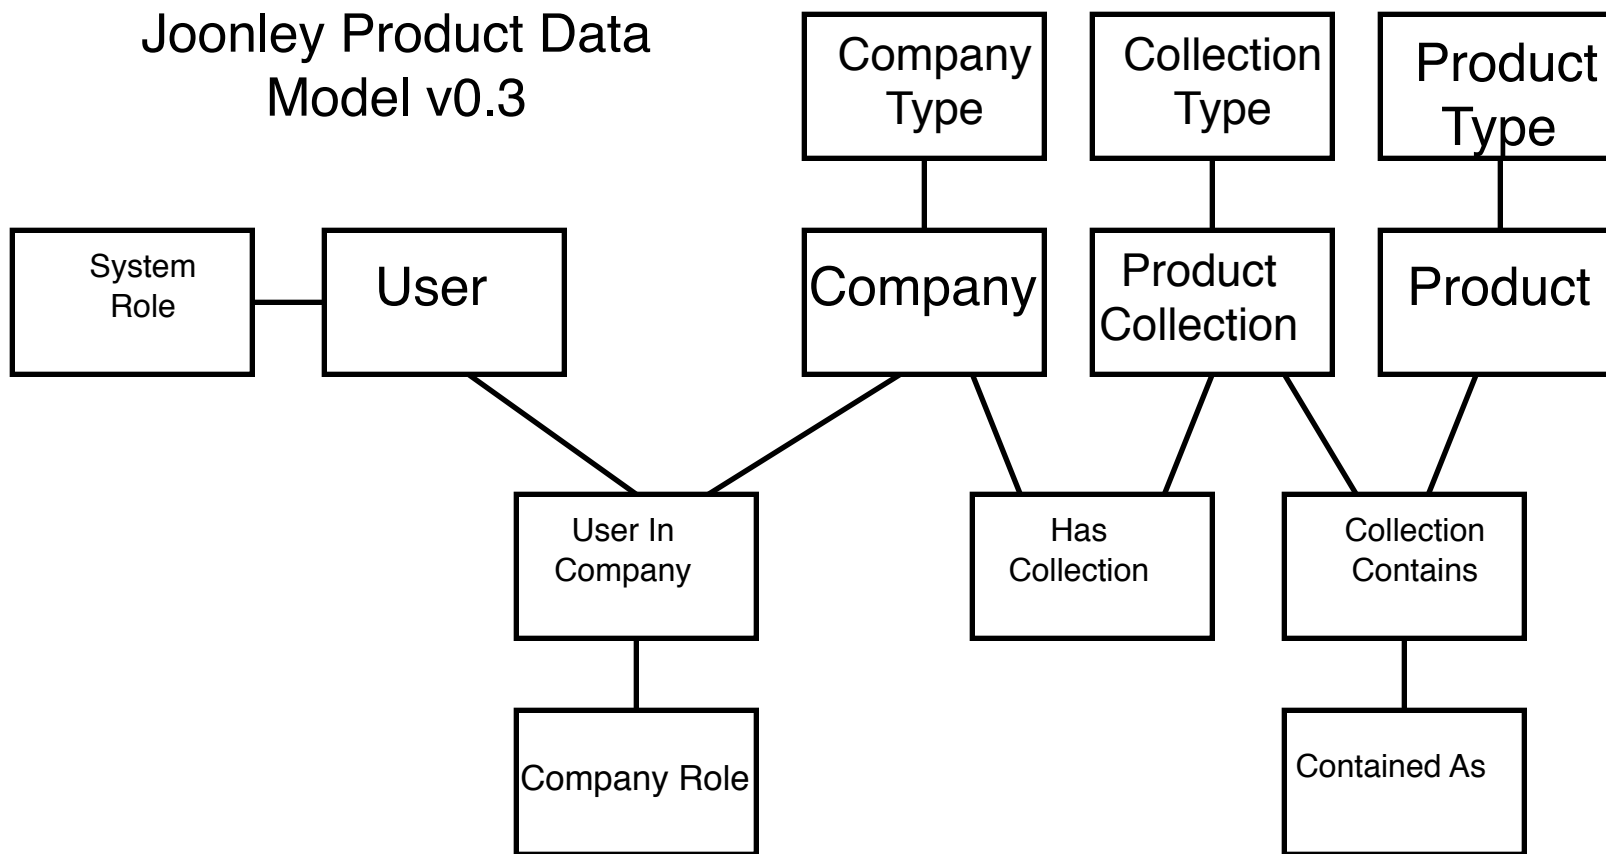 Joonley Product Data
Model v0.3
Company
Type
Collection
Type
Product
Type
System
Role
User
Company
Product
Collection
Product
User In
Company
Has
Collection
Collection
Contains
Company Role
Contained As